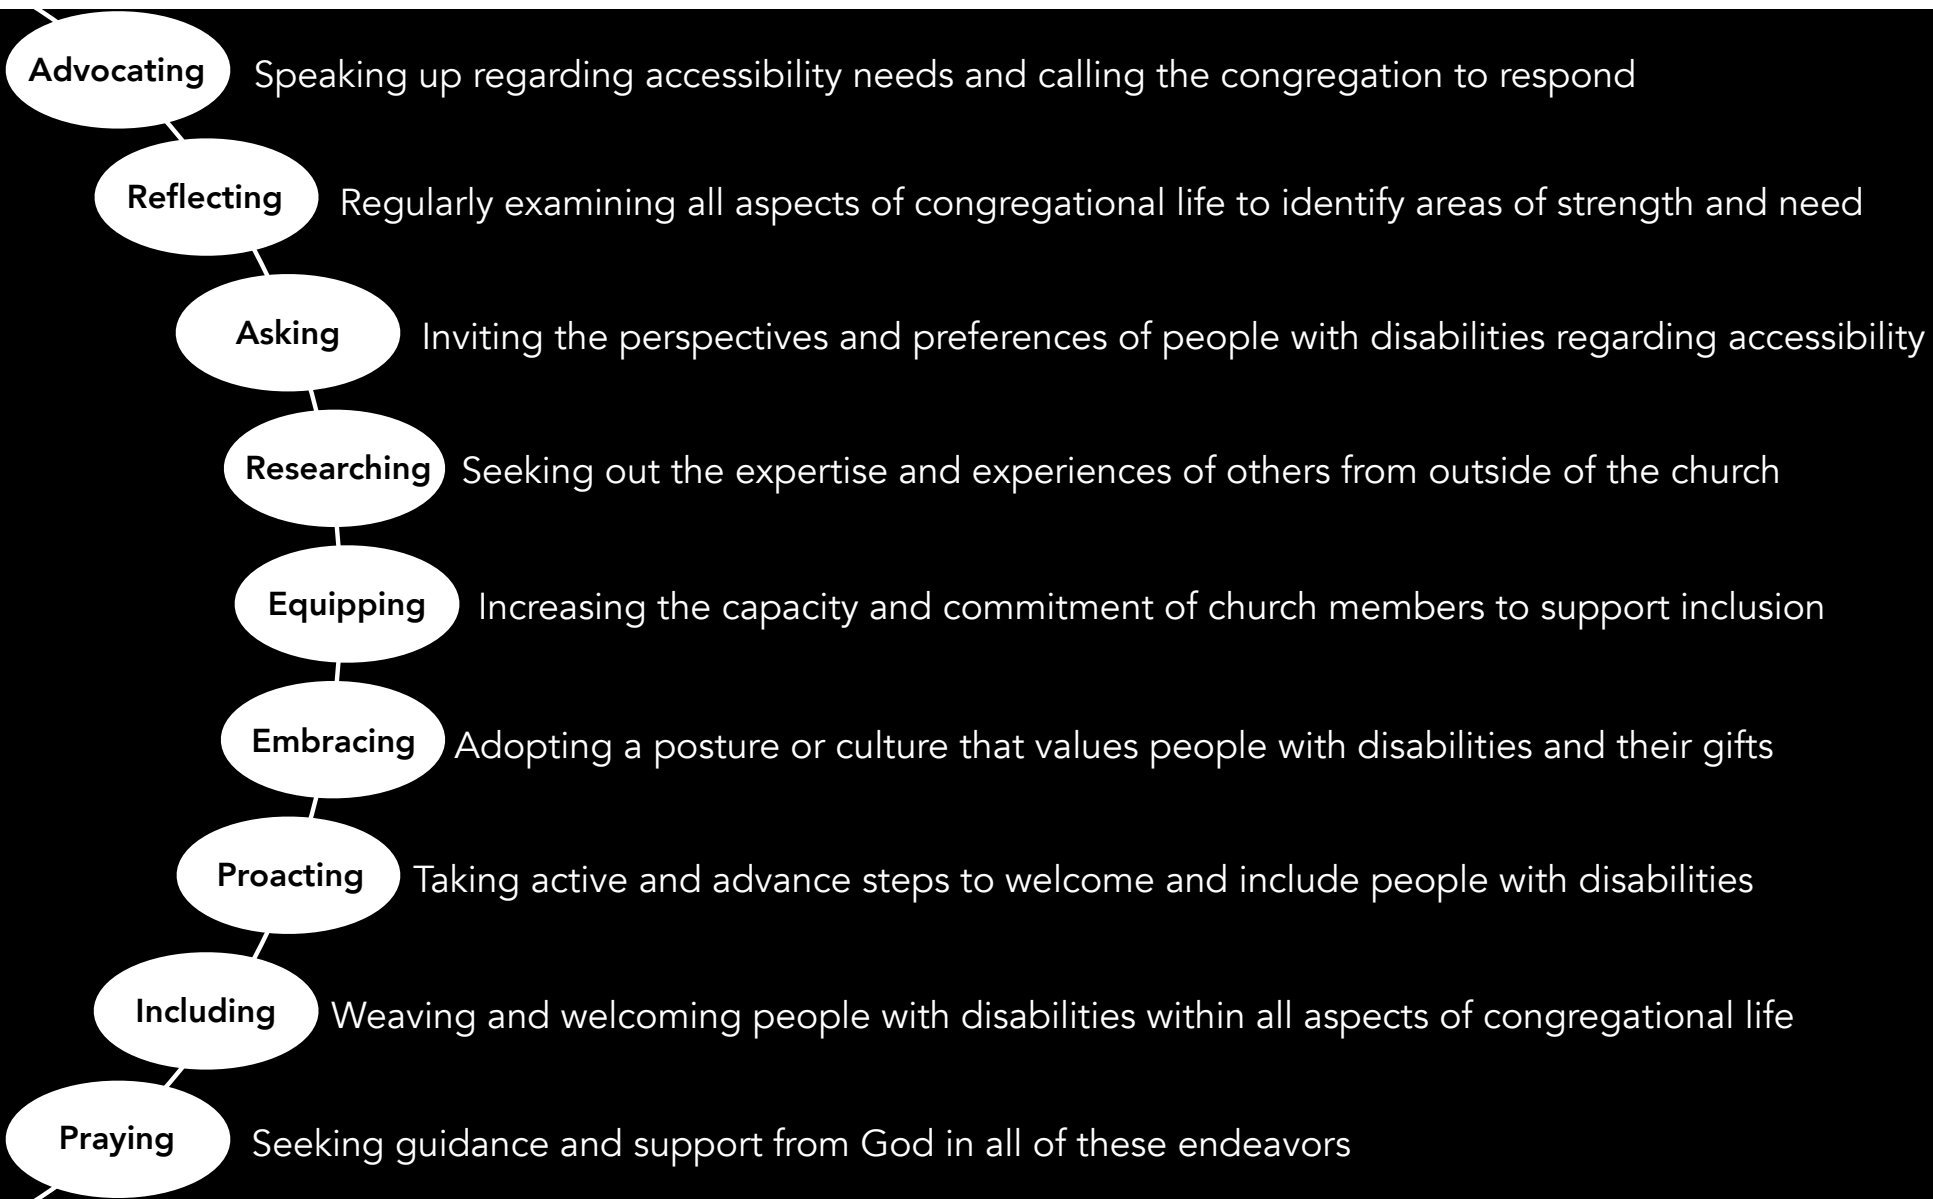 Advocating Speaking up regarding accessibility needs and calling the congregation to respond
Reflecting Regularly examining all aspects of congregational life to identify areas of strength and need
Asking Inviting the perspectives and preferences of people with disabilities regarding accessibility
Researching Seeking out the expertise and experiences of others from outside of the church
Equipping Increasing the capacity and commitment of church members to support inclusion
Embracing Adopting a posture or culture that values people with disabilities and their gifts
Proacting Taking active and advance steps to welcome and include people with disabilities
Including Weaving and welcoming people with disabilities within all aspects of congregational life
Praying Seeking guidance and support from God in all of these endeavors